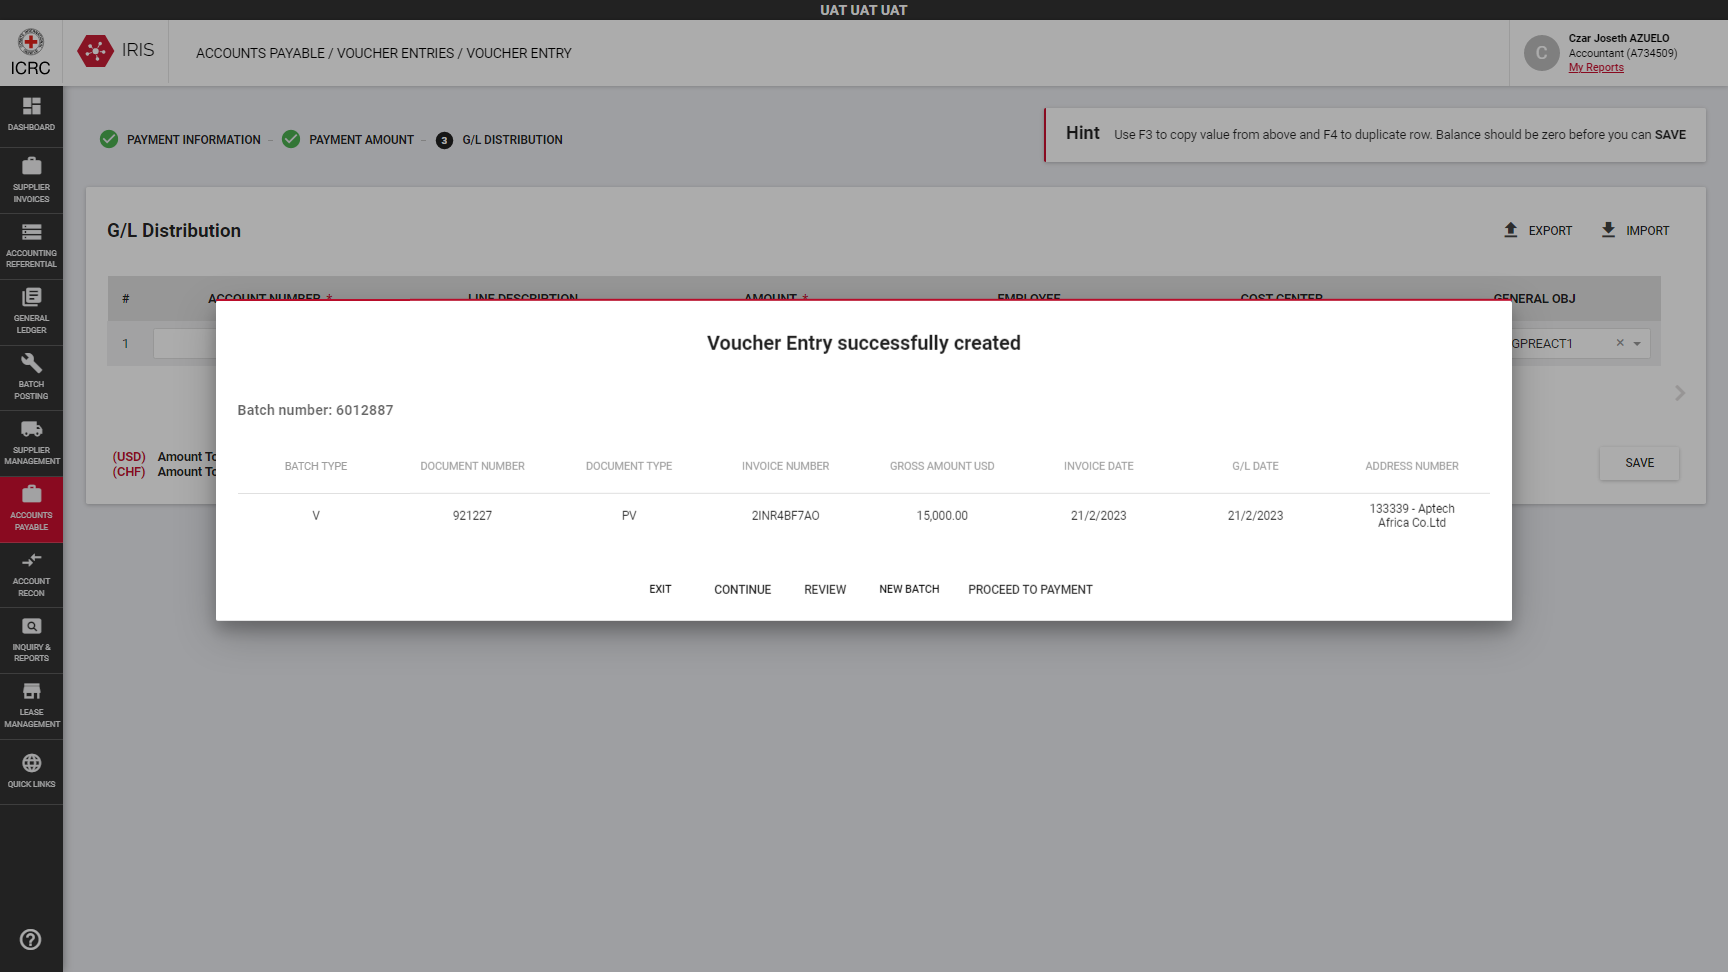 UAT UAT UAT
ICRC
IRIS
ACCOUNTS PAYABLE / VOUCHER ENTRIES / VOUCHER ENTRY
C
Czar Joseth AZUELO
Accountant (A734509)
My Reports
DASHBOARD
SUPPLIER
INVOICES
ACCOUNTING
REFERENTIAL
GENERAL
LEDGER
BATCH
POSTING
SUPPLIER
MANAGEMENT
ACCOUNTS
PAYABLE
ACCOUNT
RECON
INQUIRY &
REPORTS
LEASE
MANAGEMENT
QUICK LINKS
PAYMENT INFORMATION – PAYMENT AMOUNT – 3 G/L DISTRIBUTION
Hint Use F3 to copy value from above and F4 to duplicate row. Balance should be zero before you can SAVE
G/L Distribution
EXPORT IMPORT
# ACCOUNT NUMBER * LINE DESCRIPTION AMOUNT * EMPLOYEE COST CENTER GENERAL OBJ
1 GPREACT1 ×
(USD) Amount To
(CHF) Amount To
SAVE
Voucher Entry successfully created
Batch number: 6012887
BATCH TYPE DOCUMENT NUMBER DOCUMENT TYPE INVOICE NUMBER GROSS AMOUNT USD INVOICE DATE G/L DATE ADDRESS NUMBER
V 921227 PV 2INR4BF7AO 15,000.00 21/2/2023 21/2/2023 133339 - Aptech
Africa Co.Ltd
EXIT CONTINUE REVIEW NEW BATCH PROCEED TO PAYMENT